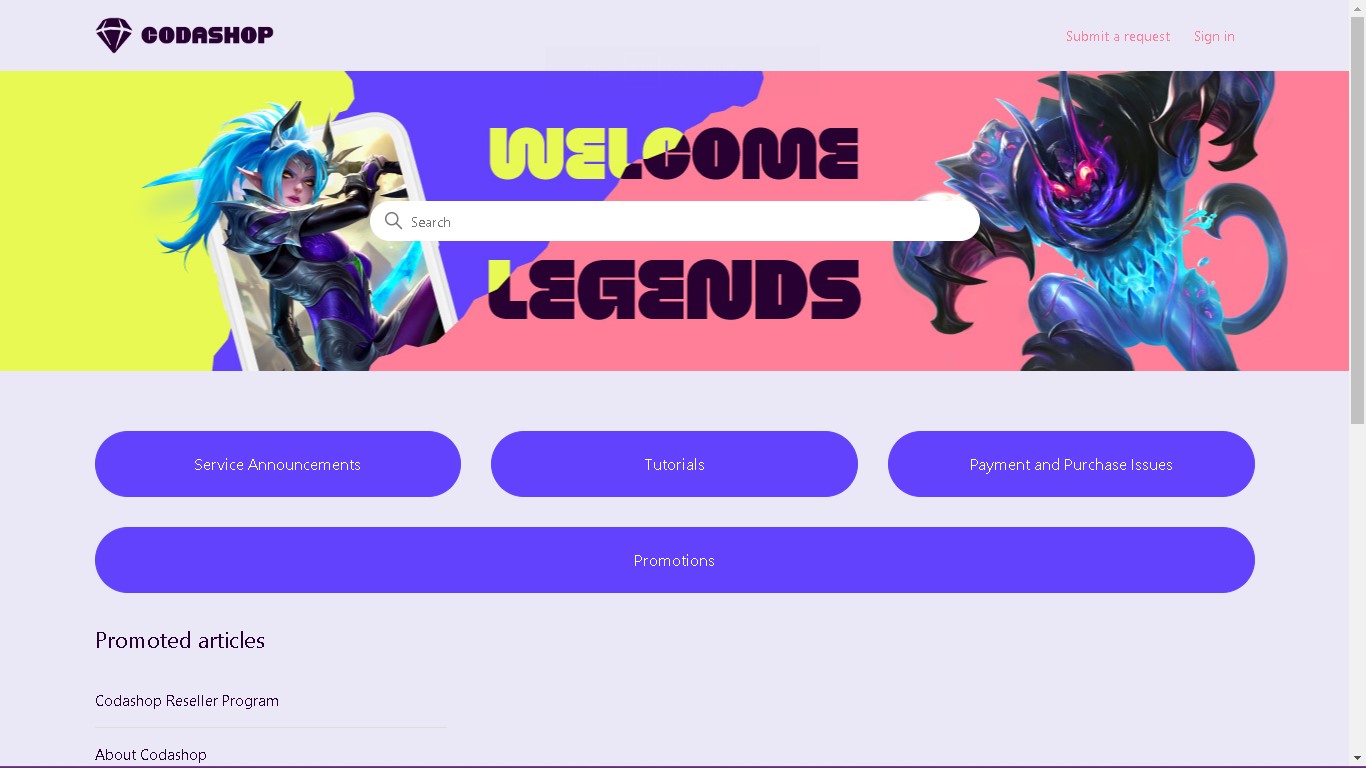 CODASHOP
Submit a request
Sign in
WELCOME
Search
LEGENDS
Service Announcements
Tutorials
Payment and Purchase Issues
Promotions
Promoted articles
Codashop Reseller Program
About Codashop